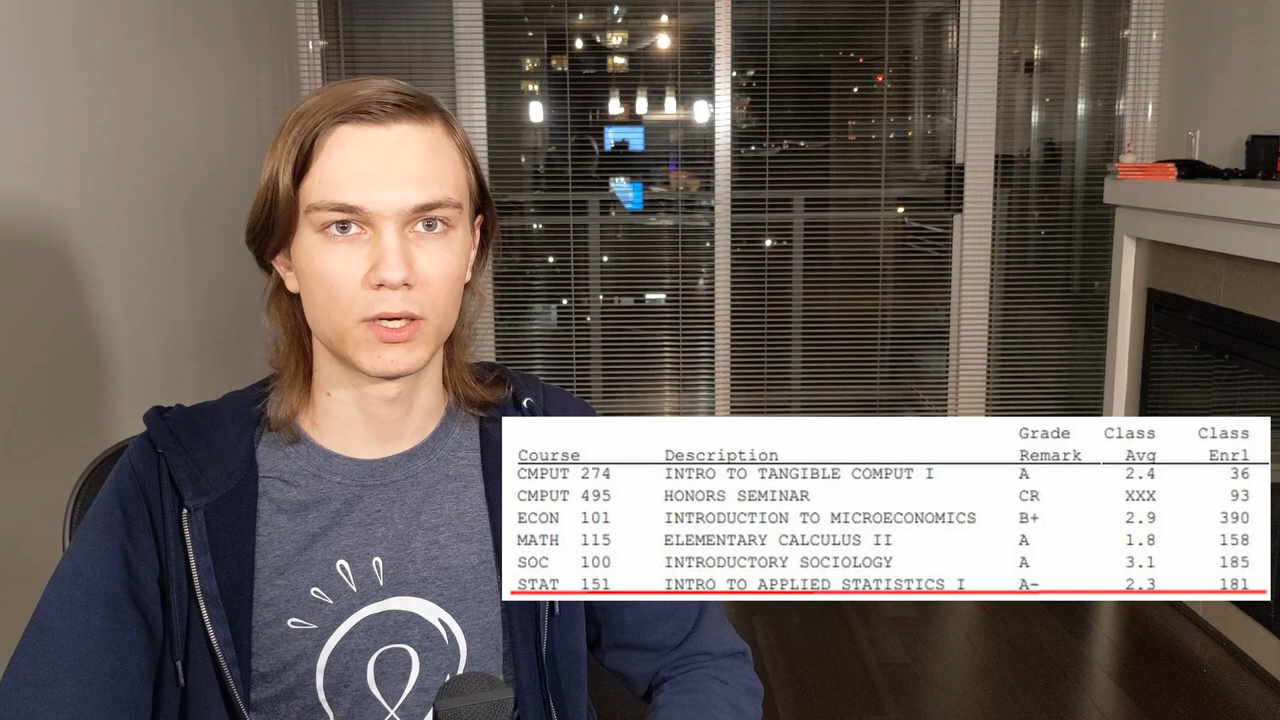 Grade Class Class
Course Description Remark Avg Enrl
CMPUT 274 INTRO TO TANGIBLE COMPUT I A 2.4 36
CMPUT 495 HONORS SEMINAR CR XXX 93
ECON 101 INTRODUCTION TO MICROECONOMICS B+ 2.9 390
MATH 115 ELEMENTARY CALCULUS II A 1.8 158
SOC 100 INTRODUCTORY SOCIOLOGY A 3.1 185
STAT 151 INTRO TO APPLIED STATISTICS I A- 2.3 181